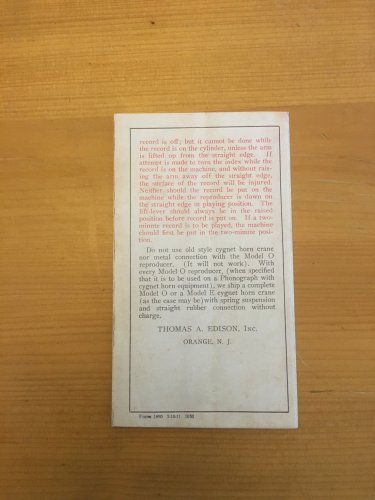 record is off; but it cannot be done while
the record is on the cylinder, unless the arm
is lifted up from the straight edge. If
attempt is made to turn the index while the
record is on the machine, and without rais-
ing the arm away off the straight edge,
the surface of the record will be injured.
Neither should the record be put on the
machine while the reproducer is down on
the straight edge in playing position. The
lift-lever should always be in the raised
position before record is put on. If a two-
minute record is to be played, the machine
should first be put in the two-minute posi-
tion.
Do not use old style cygnet horn crane
nor metal connection with the Model O
reproducer. (It will not work). With
every Model O reproducer, (when specified
that it is to be used on a Phonograph with
cygnet horn equipment), we ship a complete
Model O or a Model E cygnet horn crane
(as the case may be) with spring suspension
and straight rubber connection without
charge.
THOMAS A. EDISON, INC.
ORANGE, N. J.
Form